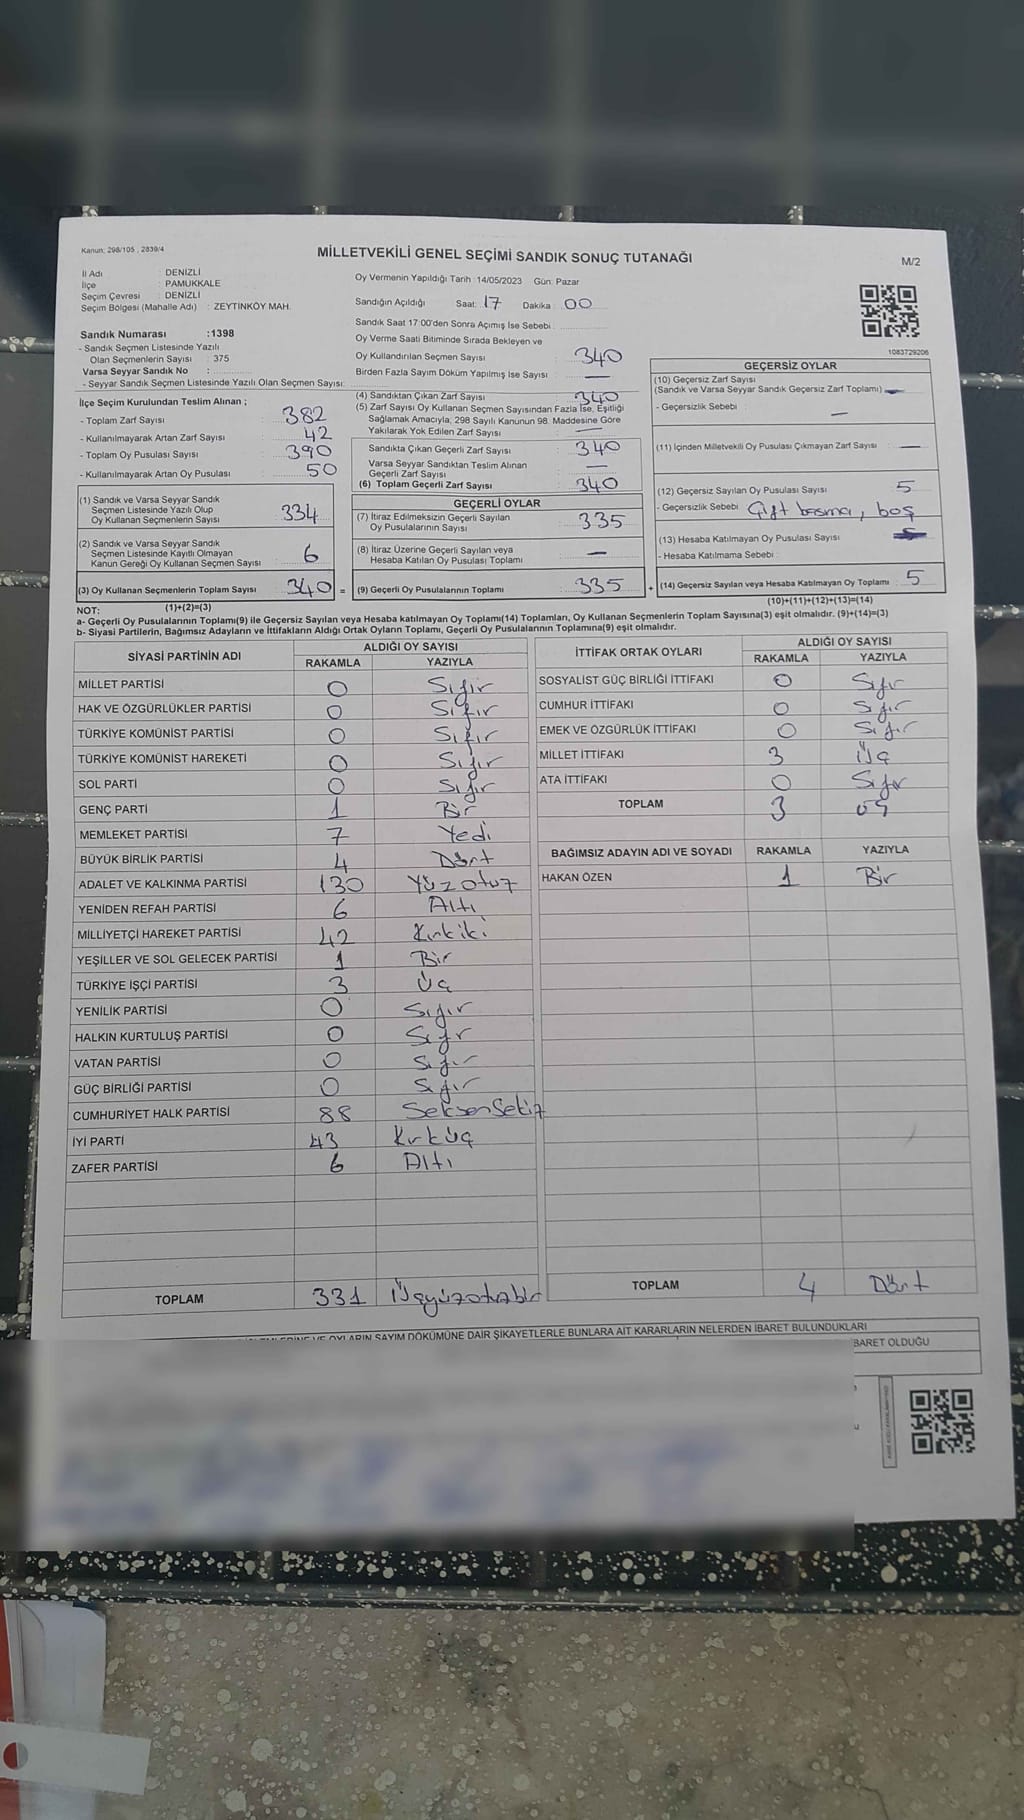 Kanun: 298/105 , 2839/4
MİLLETVEKİLİ GENEL SEÇİMİ SANDIK SONUÇ TUTANAĞI
M/2
İl Adı : DENİZLİ
İlçe : PAMUKKALE
Seçim Çevresi : DENİZLİ
Seçim Bölgesi (Mahalle Adı) : ZEYTİNKÖY MAH.
Sandık Numarası :1398
- Sandık Seçmen Listesinde Yazılı
Olan Seçmenlerin Sayısı : 375
Varsa Seyyar Sandık No :
- Seyyar Sandık Seçmen Listesinde Yazılı Olan Seçmen Sayısı:
Oy Vermenin Yapıldığı Tarih :14/05/2023 Gün: Pazar
Sandığın Açıldığı Saat: 17 Dakika : 00
Sandık Saat 17:00'den Sonra Açımış İse Sebebi :
Oy Verme Saati Bitiminde Sırada Bekleyen ve
Oy Kullandırılan Seçmen Sayısı 340
Birden Fazla Sayım Döküm Yapılmış İse Sayısı : —
1083729206
İlçe Seçim Kurulundan Teslim Alınan ;
- Toplam Zarf Sayısı : 382
- Kullanılmayarak Artan Zarf Sayısı : 42
- Toplam Oy Pusulası Sayısı : 390
- Kullanılmayarak Artan Oy Pusulası : 50
(1) Sandık ve Varsa Seyyar Sandık
Seçmen Listesinde Yazılı Olup
Oy Kullanan Seçmenlerin Sayısı : 334
(2) Sandık ve Varsa Seyyar Sandık
Seçmen Listesinde Kayıtlı Olmayan
Kanun Gereği Oy Kullanan Seçmen Sayısı : 6
(3) Oy Kullanan Seçmenlerin Toplam Sayısı : 340 =
(1)+(2)=(3)
(4) Sandıktan Çıkan Zarf Sayısı : 340
(5) Zarf Sayısı Oy Kullanan Seçmen Sayısından Fazla İse, Eşitliği
Sağlamak Amacıyla; 298 Sayılı Kanunun 98. Maddesine Göre
Yakılarak Yok Edilen Zarf Sayısı : —
Sandıkta Çıkan Geçerli Zarf Sayısı : 340
Varsa Seyyar Sandıktan Teslim Alınan
Geçerli Zarf Sayısı : —
(6) Toplam Geçerli Zarf Sayısı : 340
GEÇERLİ OYLAR
(7) İtiraz Edilmeksizin Geçerli Sayılan
Oy Pusulalarının Sayısı : 335
(8) İtiraz Üzerine Geçerli Sayılan veya
Hesaba Katılan Oy Pusulası Toplamı : —
(9) Geçerli Oy Pusulalarının Toplamı : 335 +
GEÇERSİZ OYLAR
(10) Geçersiz Zarf Sayısı
(Sandık ve Varsa Seyyar Sandık Geçersiz Zarf Toplamı) : —
- Geçersizlik Sebebi : —
(11) İçinden Milletvekili Oy Pusulası Çıkmayan Zarf Sayısı : —
(12) Geçersiz Sayılan Oy Pusulası Sayısı : 5
- Geçersizlik Sebebi : Çift basma, boş
(13) Hesaba Katılmayan Oy Pusulası Sayısı :
- Hesaba Katılmama Sebebi :
(14) Geçersiz Sayılan veya Hesaba Katılmayan Oy Toplamı : 5
(10)+(11)+(12)+(13)=(14)
NOT:
a- Geçerli Oy Pusulalarının Toplamı(9) ile Geçersiz Sayılan veya Hesaba katılmayan Oy Toplamı(14) Toplamları, Oy Kullanan Seçmenlerin Toplam Sayısına(3) eşit olmalıdır. (9)+(14)=(3)
b- Siyasi Partilerin, Bağımsız Adayların ve İttifakların Aldığı Ortak Oyların Toplamı, Geçerli Oy Pusulalarının Toplamına(9) eşit olmalıdır.
SİYASİ PARTİNİN ADI ALDIĞI OY SAYISI
RAKAMLA YAZIYLA
MİLLET PARTİSİ 0 Sıfır
HAK VE ÖZGÜRLÜKLER PARTİSİ 0 Sıfır
TÜRKİYE KOMÜNİST PARTİSİ 0 Sıfır
TÜRKİYE KOMÜNİST HAREKETİ 0 Sıfır
SOL PARTİ 0 Sıfır
GENÇ PARTİ 1 Bir
MEMLEKET PARTİSİ 7 Yedi
BÜYÜK BİRLİK PARTİSİ 4 Dört
ADALET VE KALKINMA PARTİSİ 130 Yüzotuz
YENİDEN REFAH PARTİSİ 6 Altı
MİLLİYETÇİ HAREKET PARTİSİ 42 Kırkiki
YEŞİLLER VE SOL GELECEK PARTİSİ 1 Bir
TÜRKİYE İŞÇİ PARTİSİ 3 Üç
YENİLİK PARTİSİ 0 Sıfır
HALKIN KURTULUŞ PARTİSİ 0 Sıfır
VATAN PARTİSİ 0 Sıfır
GÜÇ BİRLİĞİ PARTİSİ 0 Sıfır
CUMHURİYET HALK PARTİSİ 88 Seksensekiz
İYİ PARTİ 43 Kırküç
ZAFER PARTİSİ 6 Altı
TOPLAM 331 Üçyüzotuzbir
İTTİFAK ORTAK OYLARI ALDIĞI OY SAYISI
RAKAMLA YAZIYLA
SOSYALİST GÜÇ BİRLİĞİ İTTİFAKI 0 Sıfır
CUMHUR İTTİFAKI 0 Sıfır
EMEK VE ÖZGÜRLÜK İTTİFAKI 0 Sıfır
MİLLET İTTİFAKI 3 Üç
ATA İTTİFAKI 0 Sıfır
TOPLAM 3 Üç
BAĞIMSIZ ADAYIN ADI VE SOYADI RAKAMLA YAZIYLA
HAKAN ÖZEN 1 Bir
TOPLAM 4 Dört
VE OYLARIN SAYIM DÖKÜMÜNE DAİR ŞİKAYETLERLE BUNLARA AİT KARARLARIN NELERDEN İBARET BULUNDUKLARI
BARET OLDUĞU